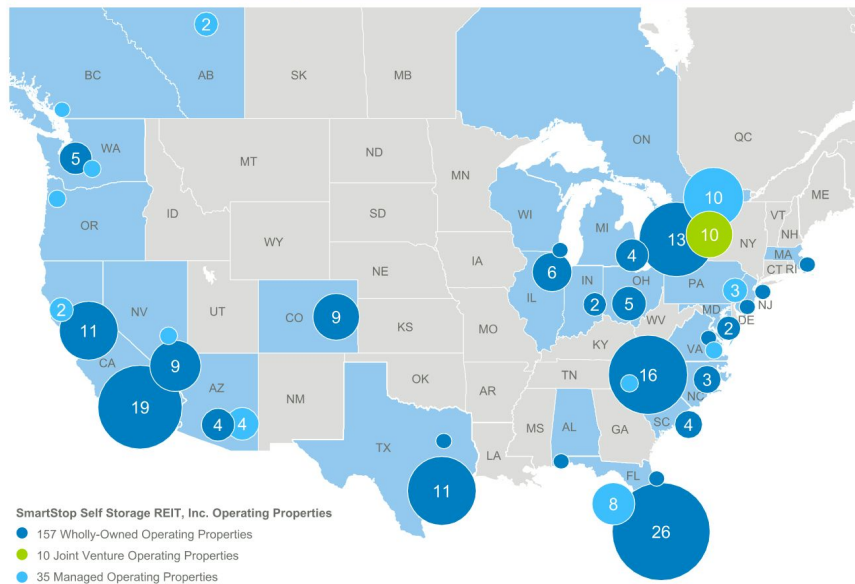 2
BC
AB
SK
MB
ON
QC
5
WA
MT
ND
MN
ME
OR
ID
SD
WI
MI
10
VT
NH
WY
13
10
NY
MA
6
4
CT
RI
IA
NE
PA
3
NJ
NV
UT
CO
9
IL
IN
OH
2
5
MD
DE
2
11
KS
MO
WV
VA
KY
CA
9
16
3
NC
19
AZ
4
4
NM
OK
AR
TN
SC
4
TX
MS
AL
GA
LA
11
FL
8
26
SmartStop Self Storage REIT, Inc. Operating Properties
157 Wholly-Owned Operating Properties
10 Joint Venture Operating Properties
35 Managed Operating Properties
2